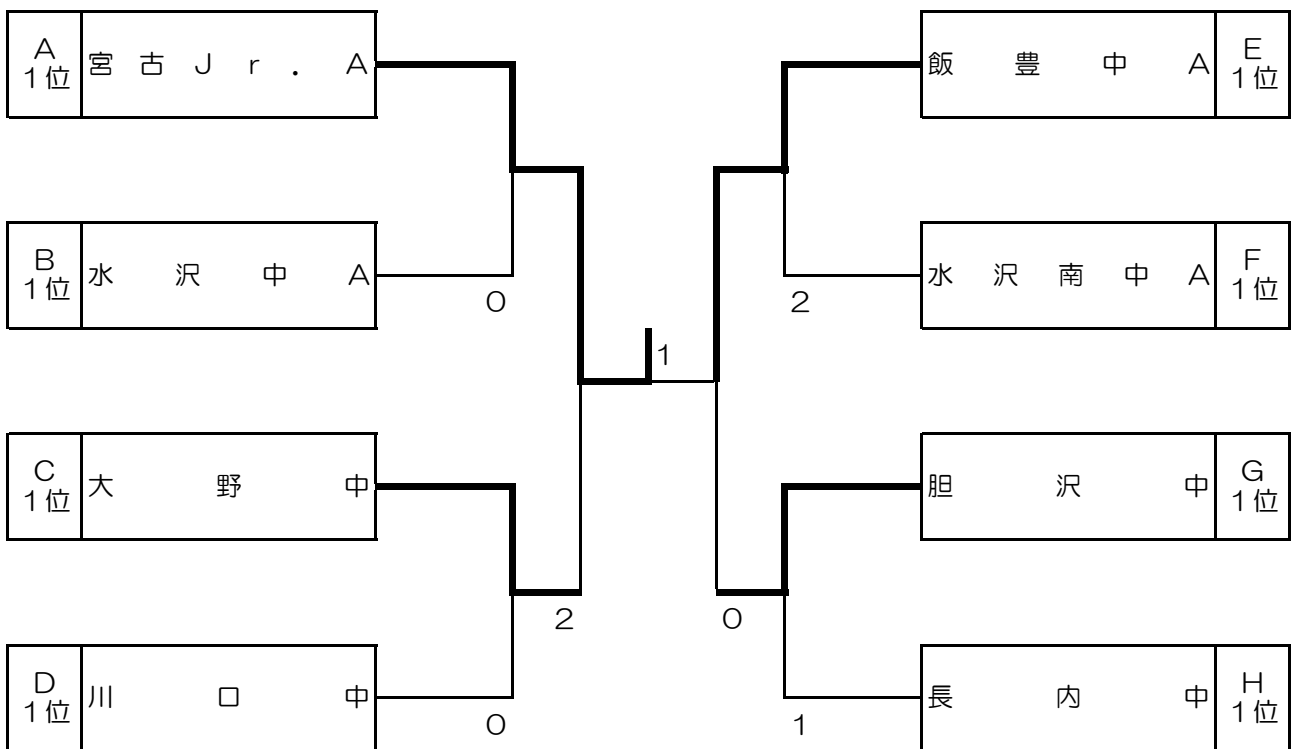 A 1位 宮古Jr.A
飯豊中A E 1位
B 1位 水沢中A
0
水沢南中A F 1位
2
1
C 1位 大野中
胆沢中 G 1位
2
0
D 1位 川口中
0
長内中 H 1位
1